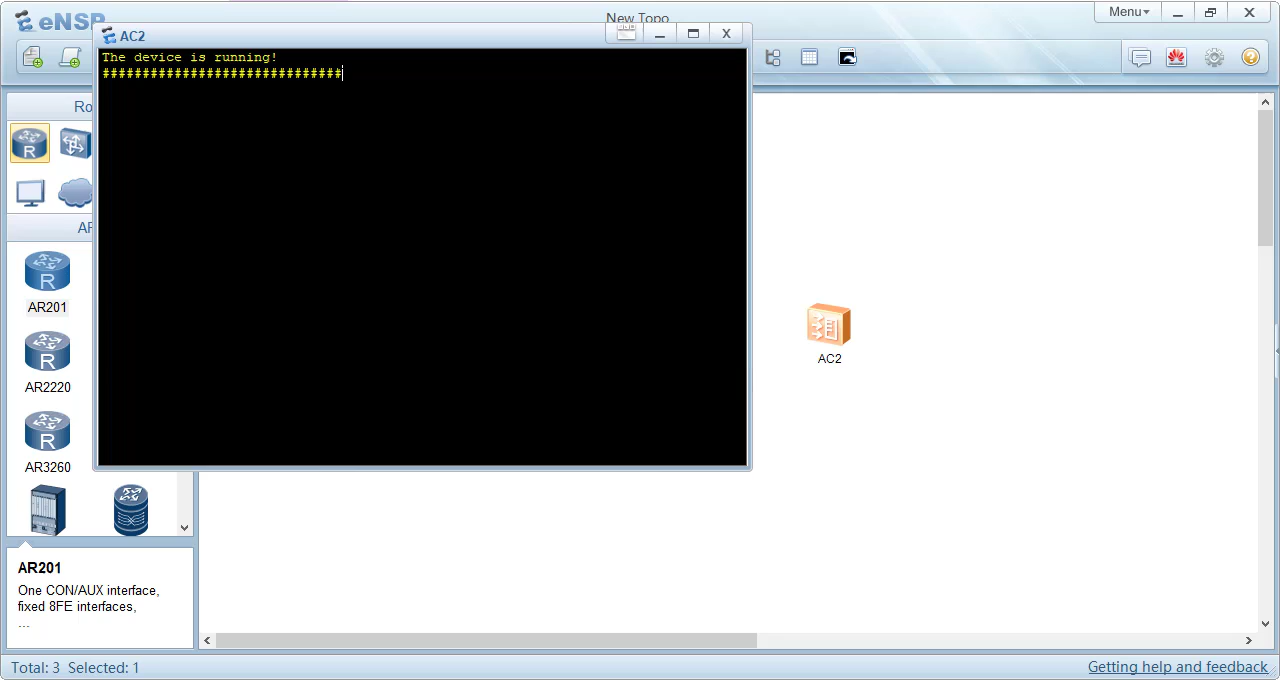 eNSP
New Topo
Menu
AC2
The device is running!
##############################
Ro
AR
AR201
AR2220
AR3260
AC2
AR201
One CON/AUX interface,
fixed 8FE interfaces,
...
Total: 3 Selected: 1
Getting help and feedback